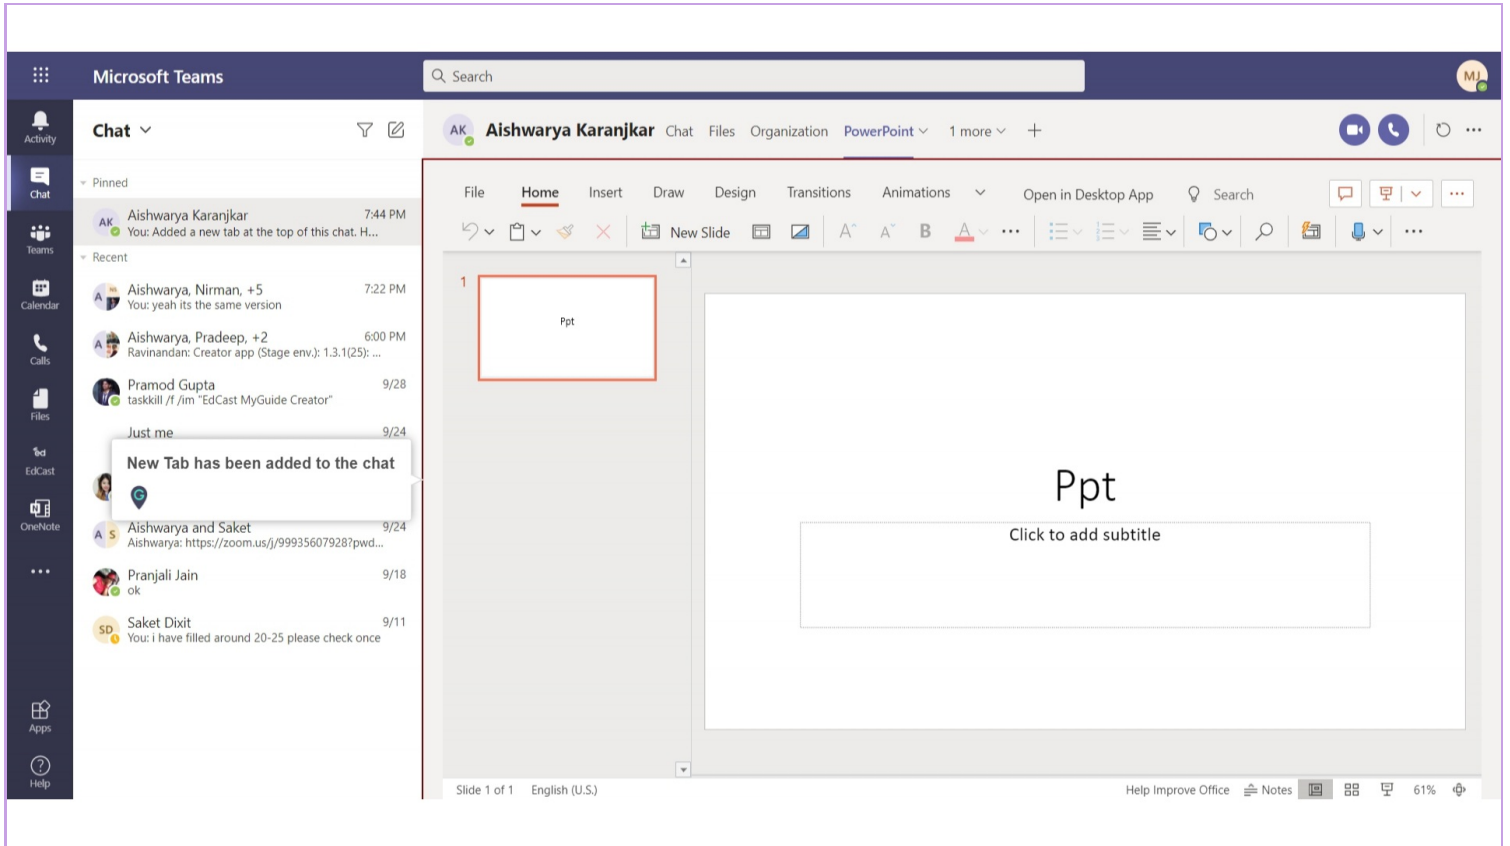 Microsoft Teams
Search
MJ
Activity
Chat
Teams
Calendar
Calls
Files
EdCast
OneNote
Apps
Help
Chat
Pinned
AK
Aishwarya Karanjkar 7:44 PM
You: Added a new tab at the top of this chat. H...
Recent
A
Aishwarya, Nirman, +5 7:22 PM
You: yeah its the same version
A
Aishwarya, Pradeep, +2 6:00 PM
Ravinandan: Creator app (Stage env.): 1.3.1(25): ...
Pramod Gupta 9/28
taskkill /f /im "EdCast MyGuide Creator"
Just me 9/24
New Tab has been added to the chat
G
A S
Aishwarya and Saket 9/24
Aishwarya: https://zoom.us/j/99935607928?pwd...
Pranjali Jain 9/18
ok
SD
Saket Dixit 9/11
You: i have filled around 20-25 please check once
AK Aishwarya Karanjkar Chat Files Organization PowerPoint 1 more
File Home Insert Draw Design Transitions Animations Open in Desktop App Search
New Slide A A B A
1
Ppt
Ppt
Click to add subtitle
Slide 1 of 1 English (U.S.) Help Improve Office Notes 61%